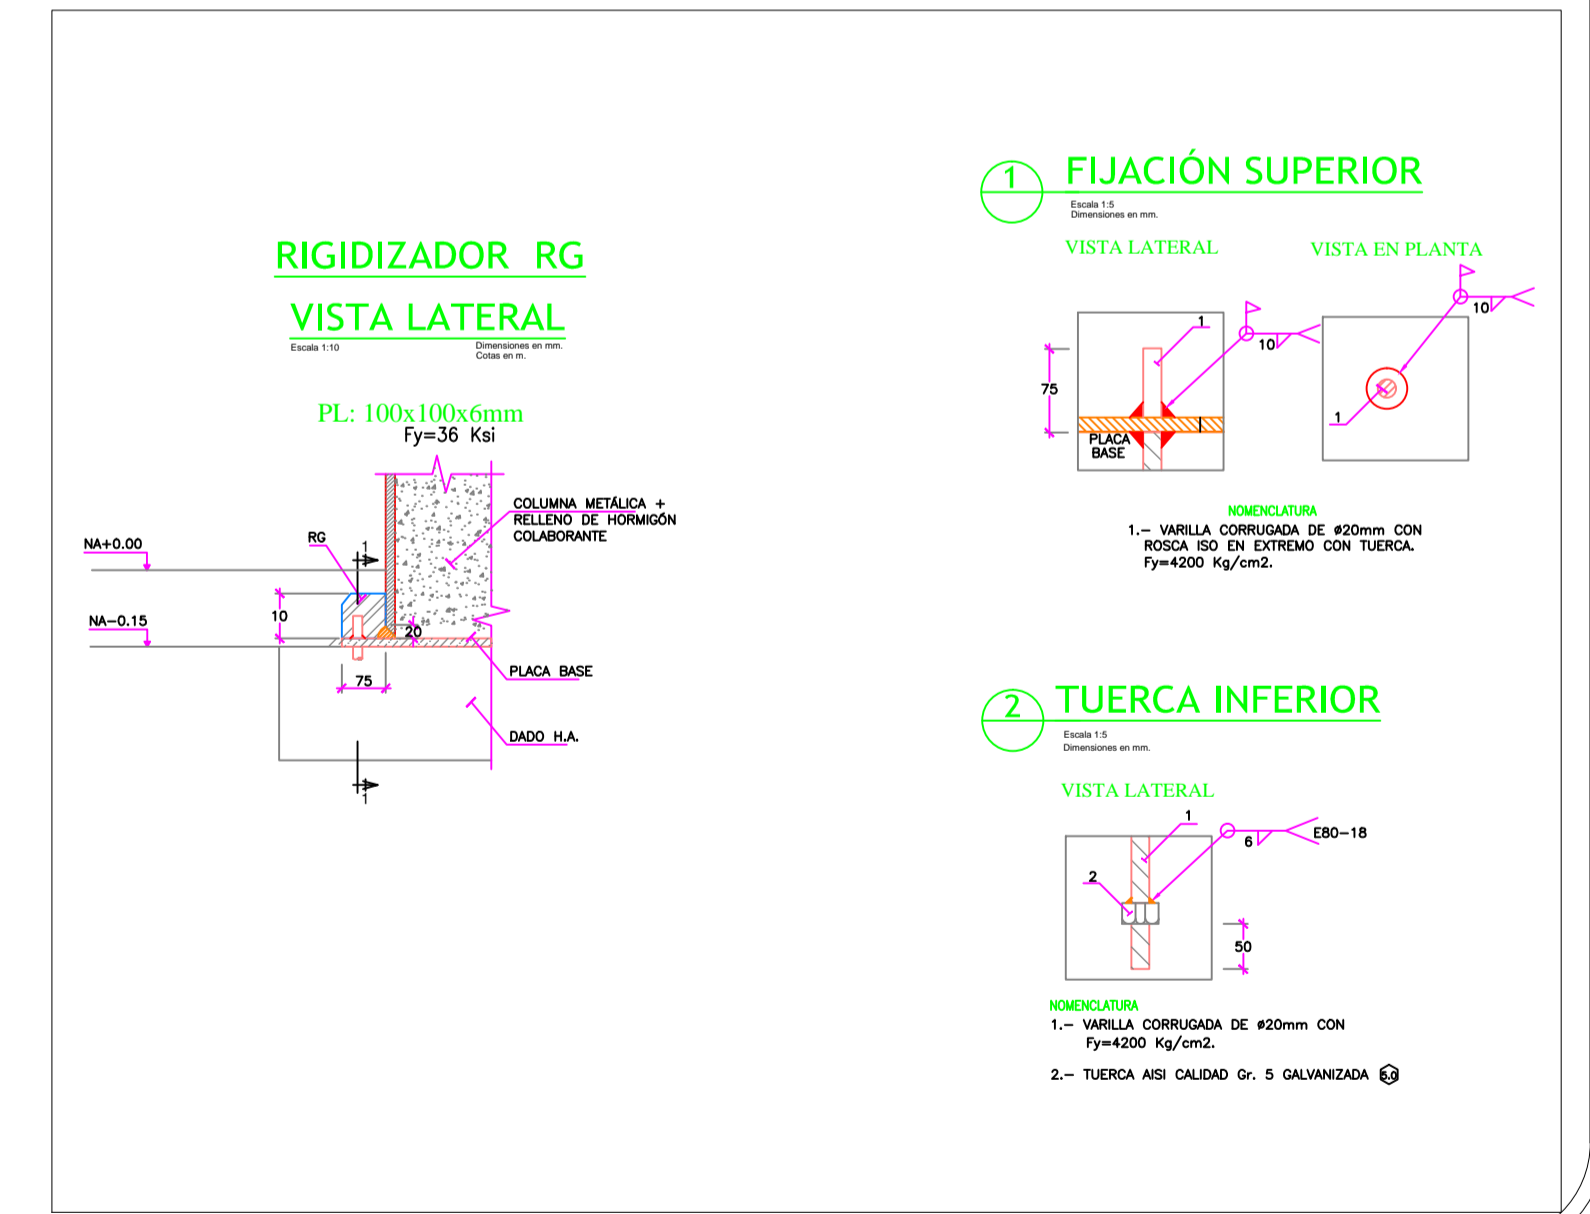 RIGIDIZADOR RG
VISTA LATERAL
Escala 1:10
Dimensiones en mm.
Cotas en m.
PL: 100x100x6mm
Fy=36 Ksi
COLUMNA METÁLICA +
RELLENO DE HORMIGÓN
COLABORANTE
NA+0.00
RG
1
10
NA-0.15
20
75
PLACA BASE
DADO H.A.
1
1
FIJACIÓN SUPERIOR
Escala 1:5
Dimensiones en mm.
VISTA LATERAL
VISTA EN PLANTA
1
10
75
PLACA
BASE
10
1
NOMENCLATURA
1.- VARILLA CORRUGADA DE ø20mm CON
ROSCA ISO EN EXTREMO CON TUERCA.
Fy=4200 Kg/cm2.
2
TUERCA INFERIOR
Escala 1:5
Dimensiones en mm.
VISTA LATERAL
1
6
E80-18
2
50
NOMENCLATURA
1.- VARILLA CORRUGADA DE ø20mm CON
Fy=4200 Kg/cm2.
2.- TUERCA AISI CALIDAD Gr. 5 GALVANIZADA 5.0